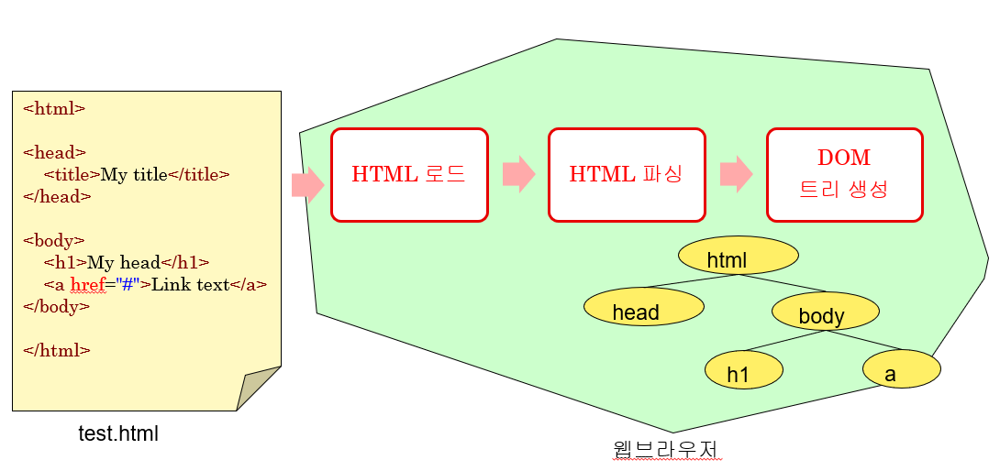 <html>
<head>
<title>My title</title>
</head>
<body>
<h1>My head</h1>
<a href="#">Link text</a>
</body>
</html>
test.html
HTML 로드
HTML 파싱
DOM
트리 생성
html
head
body
h1
a
웹브라우저